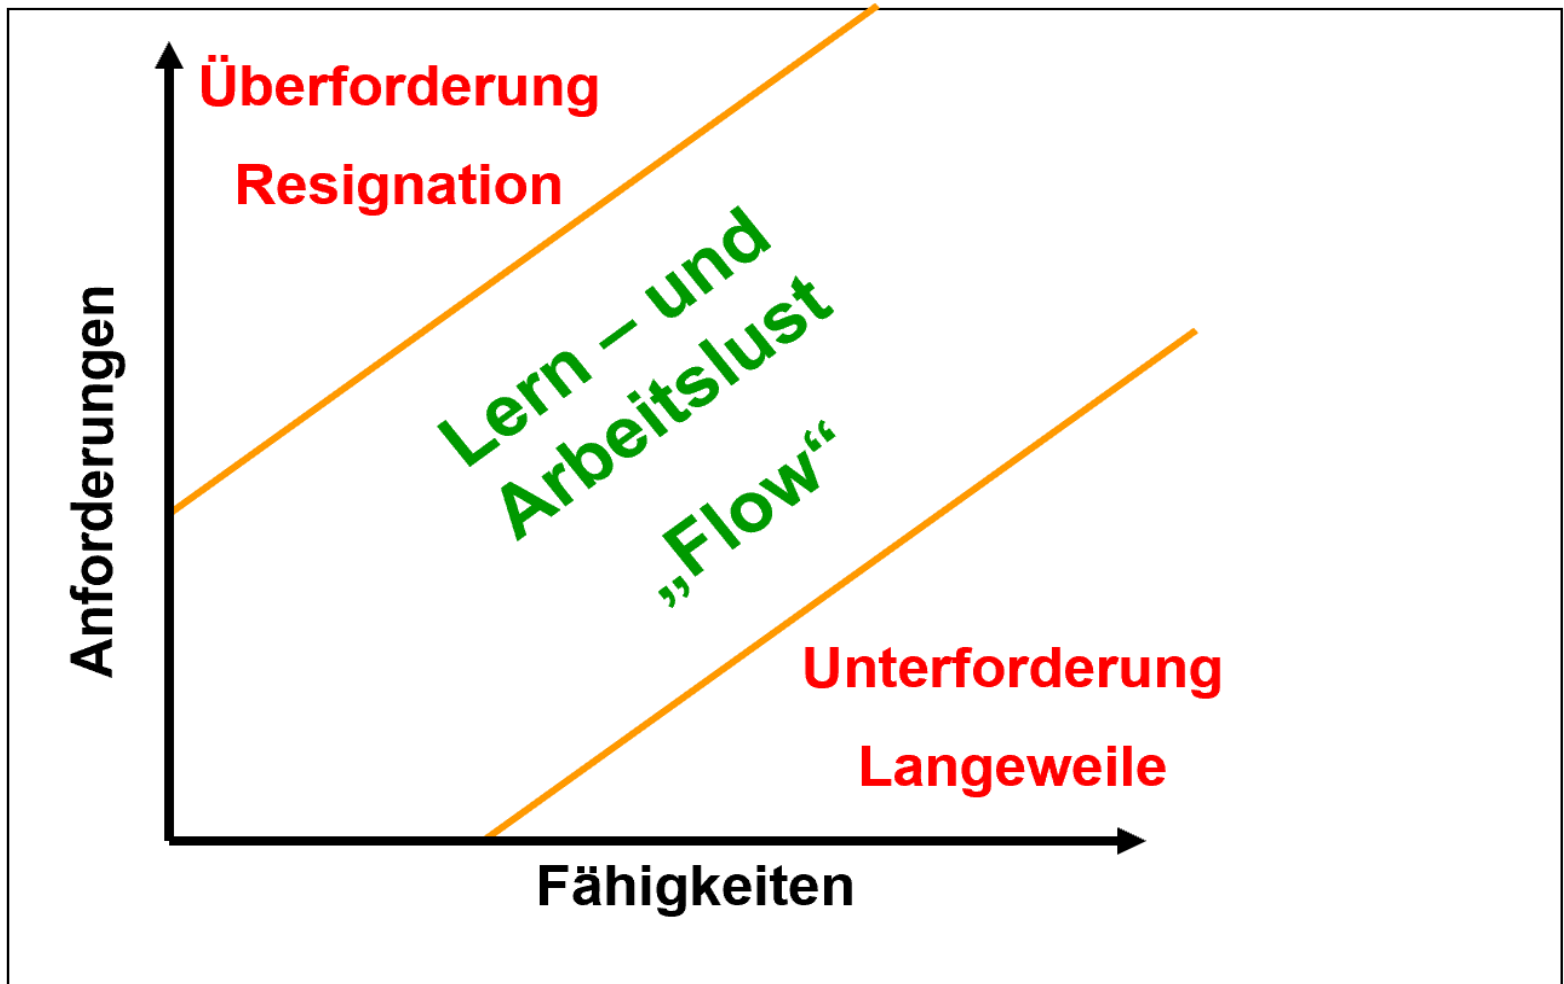 Überforderung
Resignation
Anforderungen
Lern – und
Arbeitslust
„Flow“
Unterforderung
Langeweile
Fähigkeiten